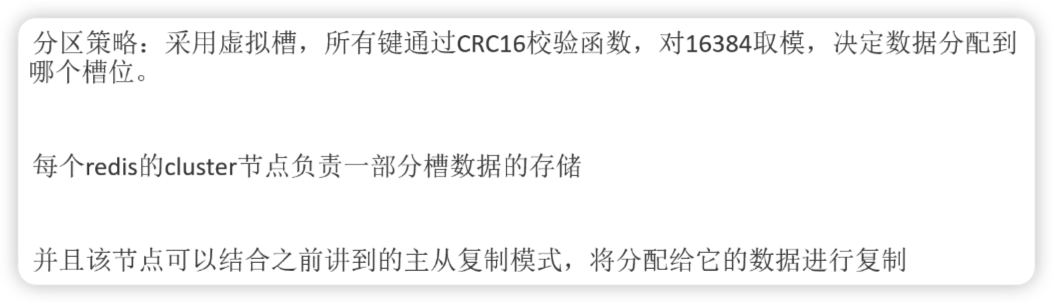 分区策略：采用虚拟槽，所有键通过CRC16校验函数，对16384取模，决定数据分配到
哪个槽位。
每个redis的cluster节点负责一部分槽数据的存储
并且该节点可以结合之前讲到的主从复制模式，将分配给它的数据进行复制